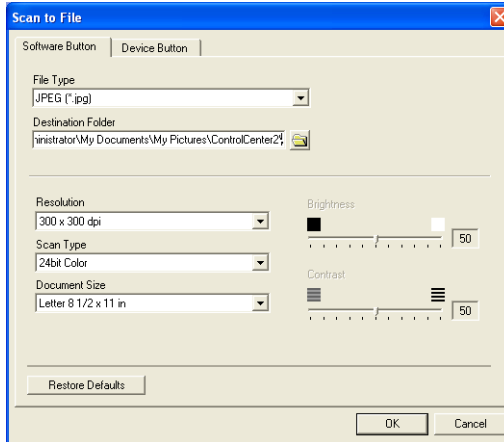 Scan to File
Software Button
Device Button
File Type
JPEG (*.jpg)
Destination Folder
inistrator\My Documents\My Pictures\ControlCenter2\
Resolution
300 x 300 dpi
Scan Type
24bit Color
Document Size
Letter 8 1/2 x 11 in
Brightness
50
Contrast
50
Restore Defaults
OK
Cancel